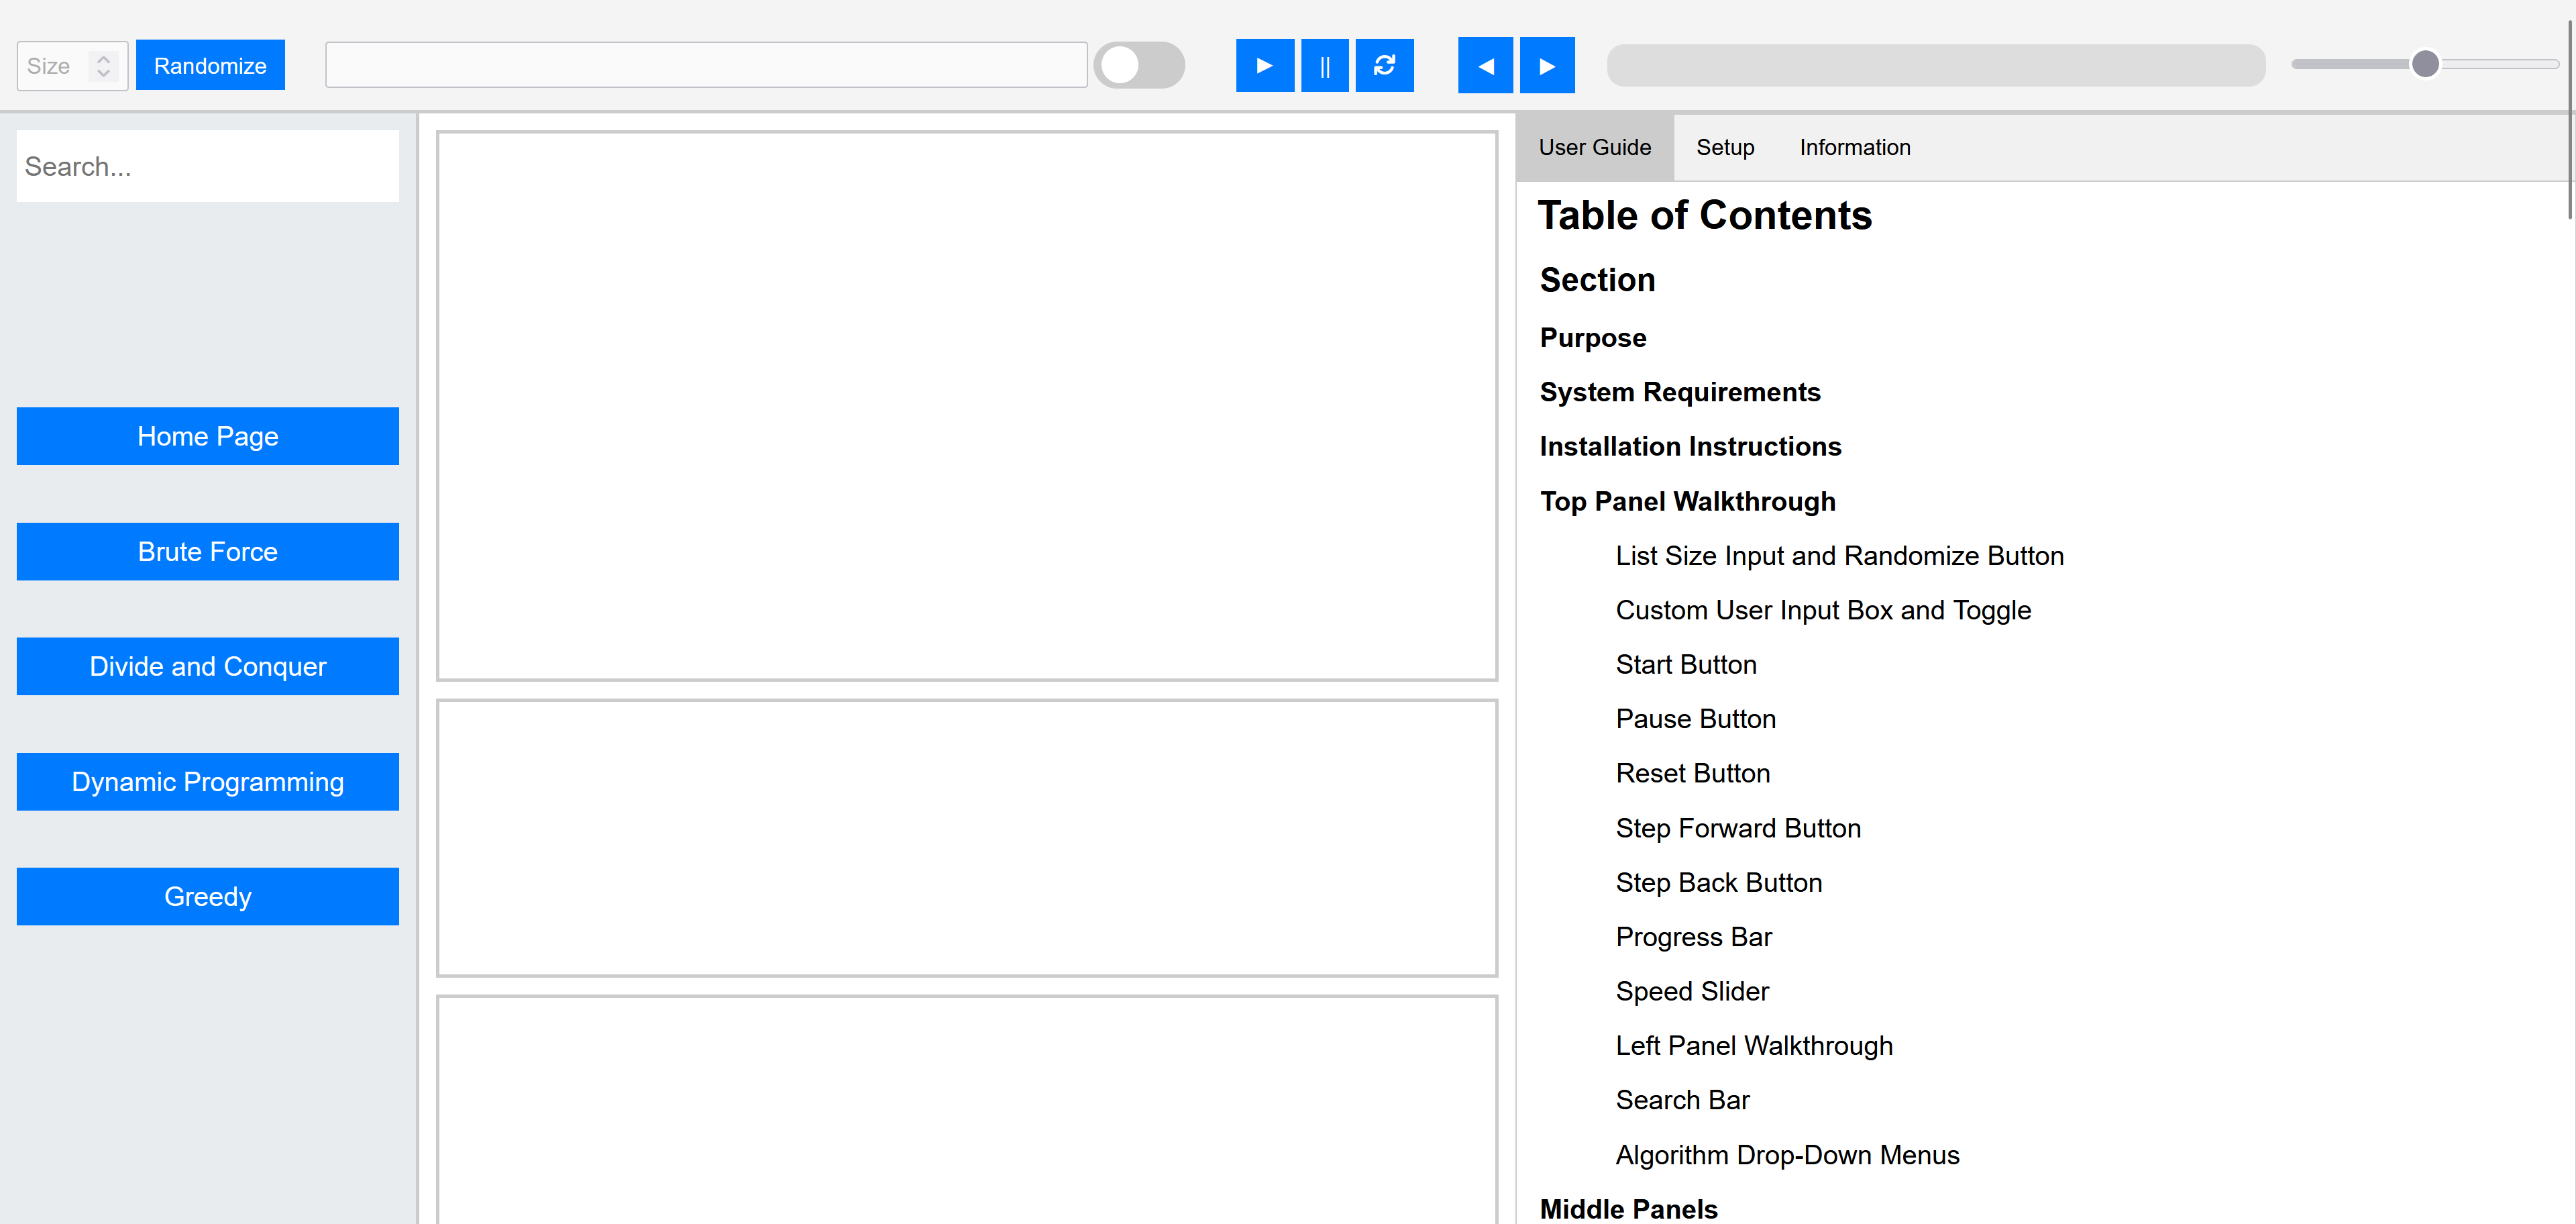 Size
Randomize
||
Search...
Home Page
Brute Force
Divide and Conquer
Dynamic Programming
Greedy
User Guide Setup Information
Table of Contents
Section
Purpose
System Requirements
Installation Instructions
Top Panel Walkthrough
List Size Input and Randomize Button
Custom User Input Box and Toggle
Start Button
Pause Button
Reset Button
Step Forward Button
Step Back Button
Progress Bar
Speed Slider
Left Panel Walkthrough
Search Bar
Algorithm Drop-Down Menus
Middle Panels